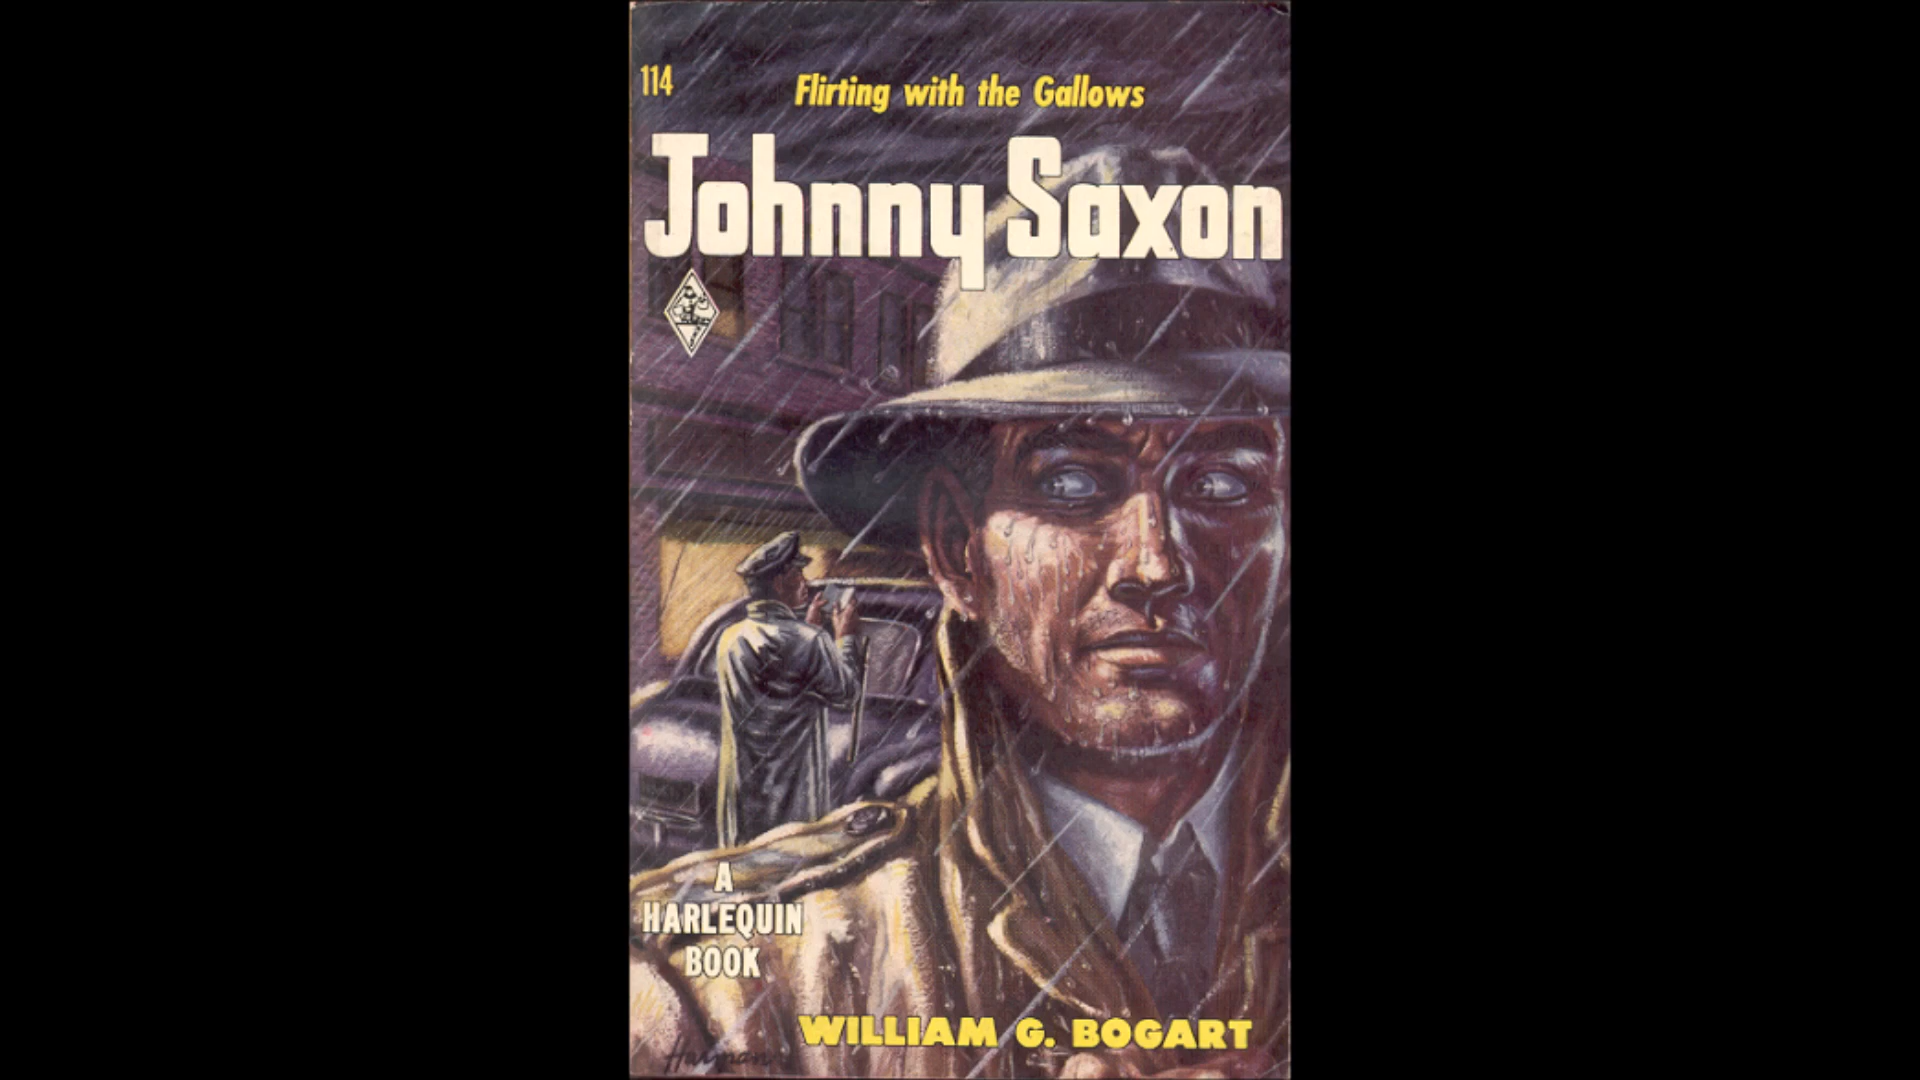 114
Flirting with the Gallows
Johnny Saxon
A
HARLEQUIN
BOOK
WILLIAM G. BOGART